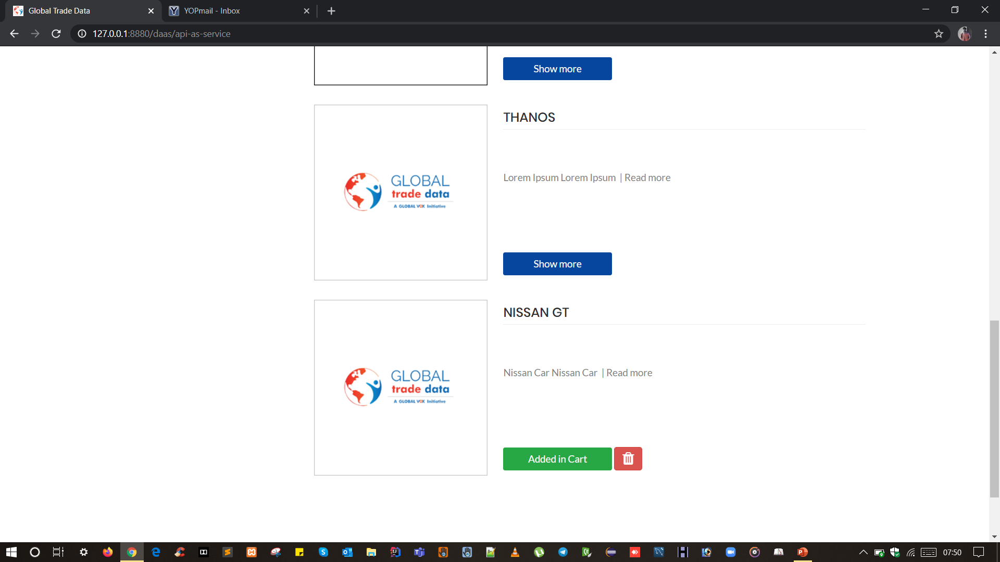 Global Trade Data
YOPmail - Inbox
127.0.0.1:8880/daas/api-as-service
Show more
THANOS
GLOBAL
trade data
A GLOBAL VOX Initiative
Lorem Ipsum Lorem Ipsum | Read more
Show more
NISSAN GT
GLOBAL
trade data
A GLOBAL VOX Initiative
Nissan Car Nissan Car | Read more
Added in Cart
07:50